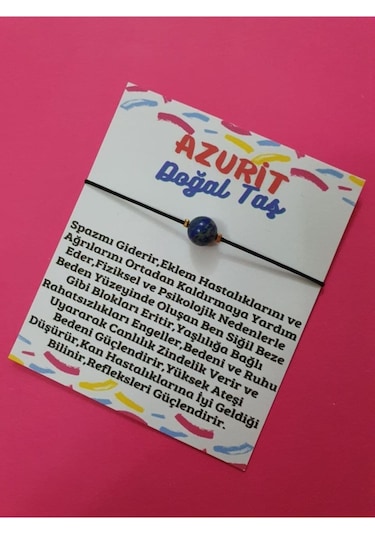 AZURİT
Doğal Taş
Spazmı Giderir,Eklem Hastalıklarını ve
Ağrılarını Ortadan Kaldırmaya Yardım
Eder,Fiziksel ve Psikolojik Nedenlerle
Beden Yüzeyinde Oluşan Ben Siğil Beze
Gibi Blokları Eritir,Yaşlılığa Bağlı
Rahatsızlıkları Engeller,Bedeni ve Ruhu
Uyararak Canlılık Zindelik Verir ve
Bedeni Güçlendirir,Yüksek Ateşi
Düşürür,Kan Hastalıklarına İyi Geldiği
Bilinir,Refleksleri Güçlendirir.